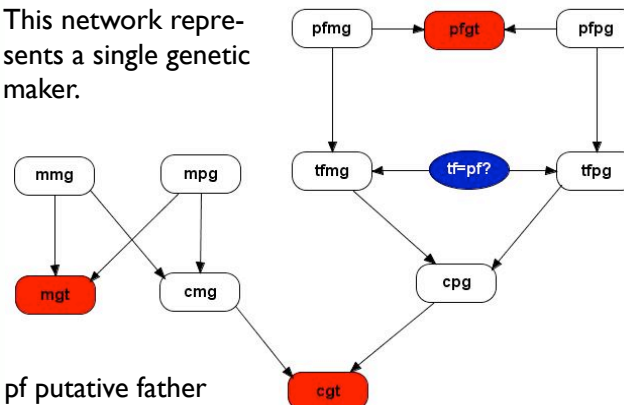 This network repre-
sents a single genetic
maker.
pfmg
pfgt
pfpg
mmg
mpg
tfmg
tf=pf?
tfpg
mgt
cmg
cpg
pf putative father
cgt